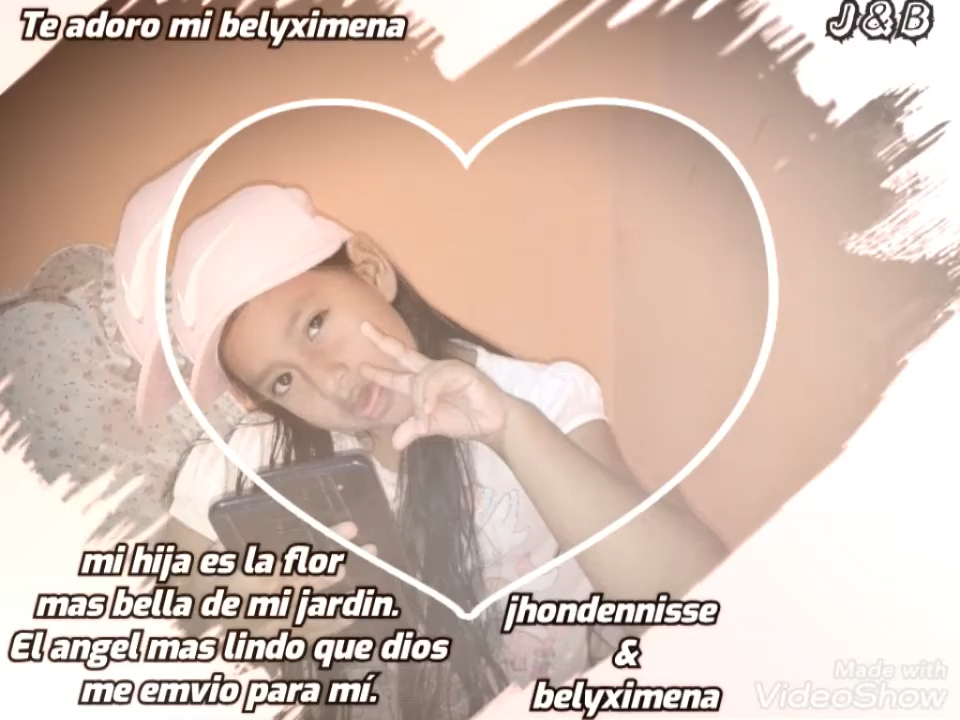 Te adoro mi belyximena
J & B
mi hija es la flor
mas bella de mi jardin.
El angel mas lindo que dios
me emvio para mí.
jhondennisse
&
belyximena
Made with
VideoShow